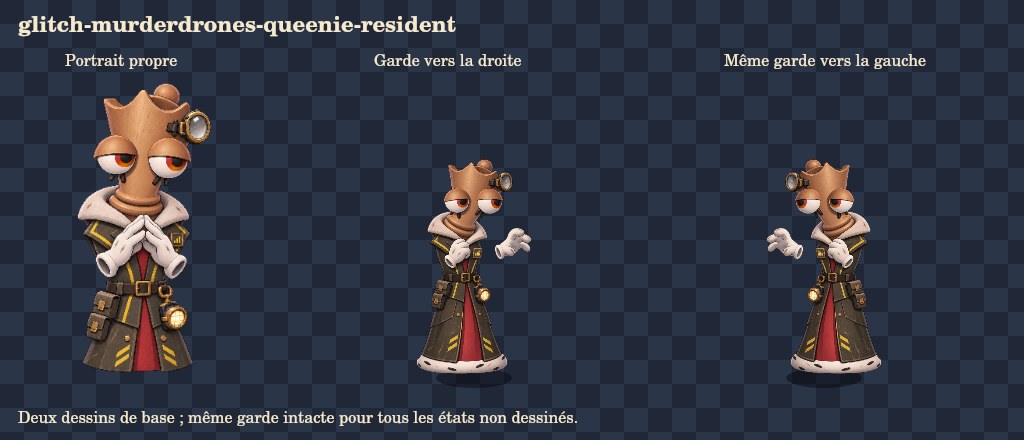 glitch-murderdrones-queenie-resident
Portrait propre
Garde vers la droite
Même garde vers la gauche
Deux dessins de base ; même garde intacte pour tous les états non dessinés.